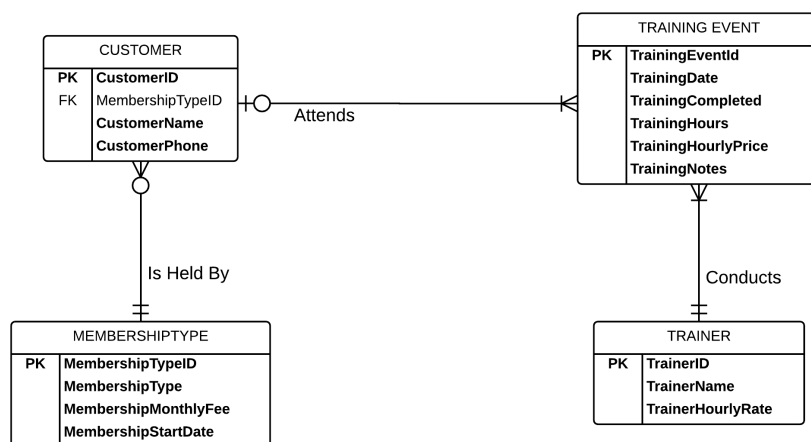 CUSTOMER
PK CustomerID
FK MembershipTypeID
CustomerName
CustomerPhone
Attends
TRAINING EVENT
PK TrainingEventId
TrainingDate
TrainingCompleted
TrainingHours
TrainingHourlyPrice
TrainingNotes
Is Held By
Conducts
MEMBERSHIPTYPE
PK MembershipTypeID
MembershipType
MembershipMonthlyFee
MembershipStartDate
TRAINER
PK TrainerID
TrainerName
TrainerHourlyRate